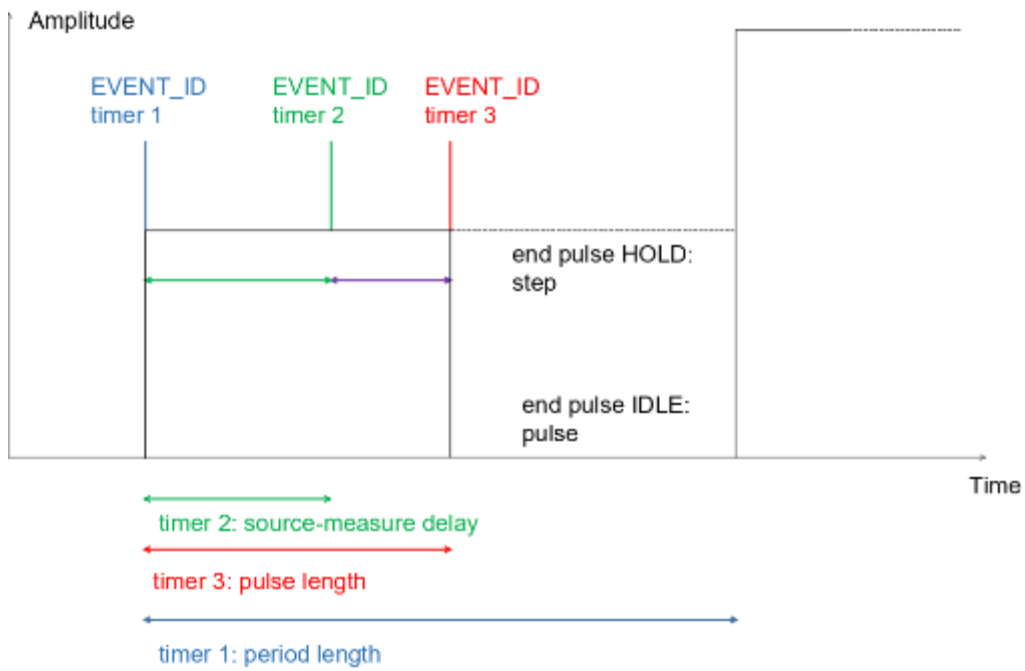 Amplitude
EVENT_ID
timer 1
EVENT_ID
timer 2
EVENT_ID
timer 3
end pulse HOLD:
step
end pulse IDLE:
pulse
Time
timer 2: source-measure delay
timer 3: pulse length
timer 1: period length